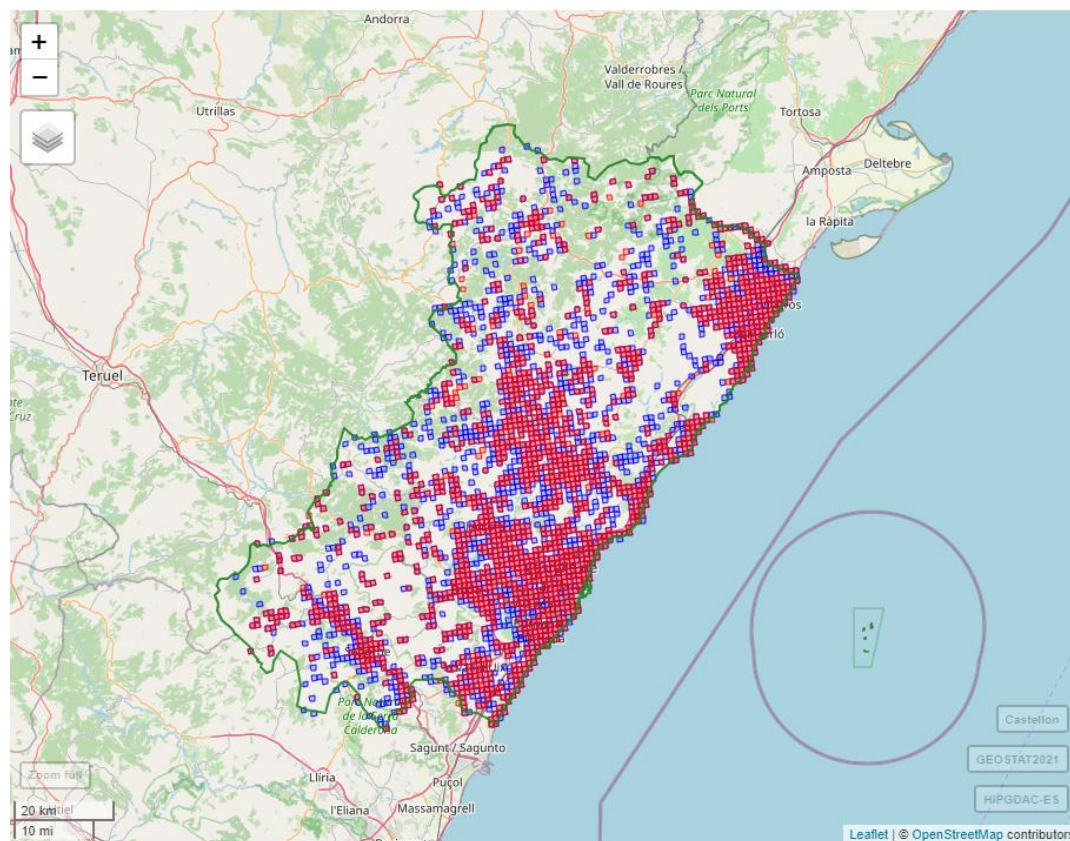 +
−
Andorra
Valderrobres /
Vall de Roures
Parc Natural
dels Ports
Utrillas
Tortosa
Deltebre
Amposta
la Ràpita
Teruel
Cruz
Parc
de la Serra
Calderona
Sagunt / Sagunto
Puçol
Llíria
Massamagrell
l'Eliana
Castellon
GEOSTAT2021
HIPGDAC-ES
Zoom full
20 km
10 mi
Leaflet | © OpenStreetMap contributors